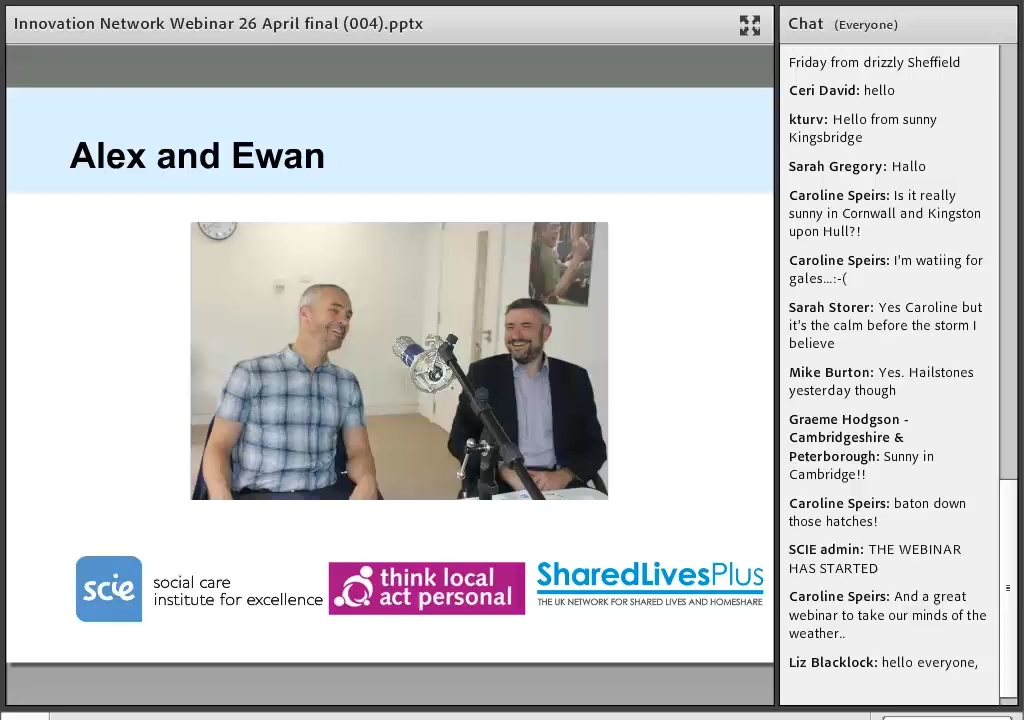 Innovation Network Webinar 26 April final (004).pptx
Alex and Ewan
scie
social care
institute for excellence
think local
act personal
SharedLivesPlus
THE UK NETWORK FOR SHARED LIVES AND HOMESHARE
Chat (Everyone)
Friday from drizzly Sheffield
Ceri David: hello
kturv: Hello from sunny
Kingsbridge
Sarah Gregory: Hallo
Caroline Speirs: Is it really
sunny in Cornwall and Kingston
upon Hull?!
Caroline Speirs: I'm watiing for
gales...:-(
Sarah Storer: Yes Caroline but
it's the calm before the storm I
believe
Mike Burton: Yes. Hailstones
yesterday though
Graeme Hodgson -
Cambridgeshire &
Peterborough: Sunny in
Cambridge!!
Caroline Speirs: baton down
those hatches!
SCIE admin: THE WEBINAR
HAS STARTED
Caroline Speirs: And a great
webinar to take our minds of the
weather..
Liz Blacklock: hello everyone,